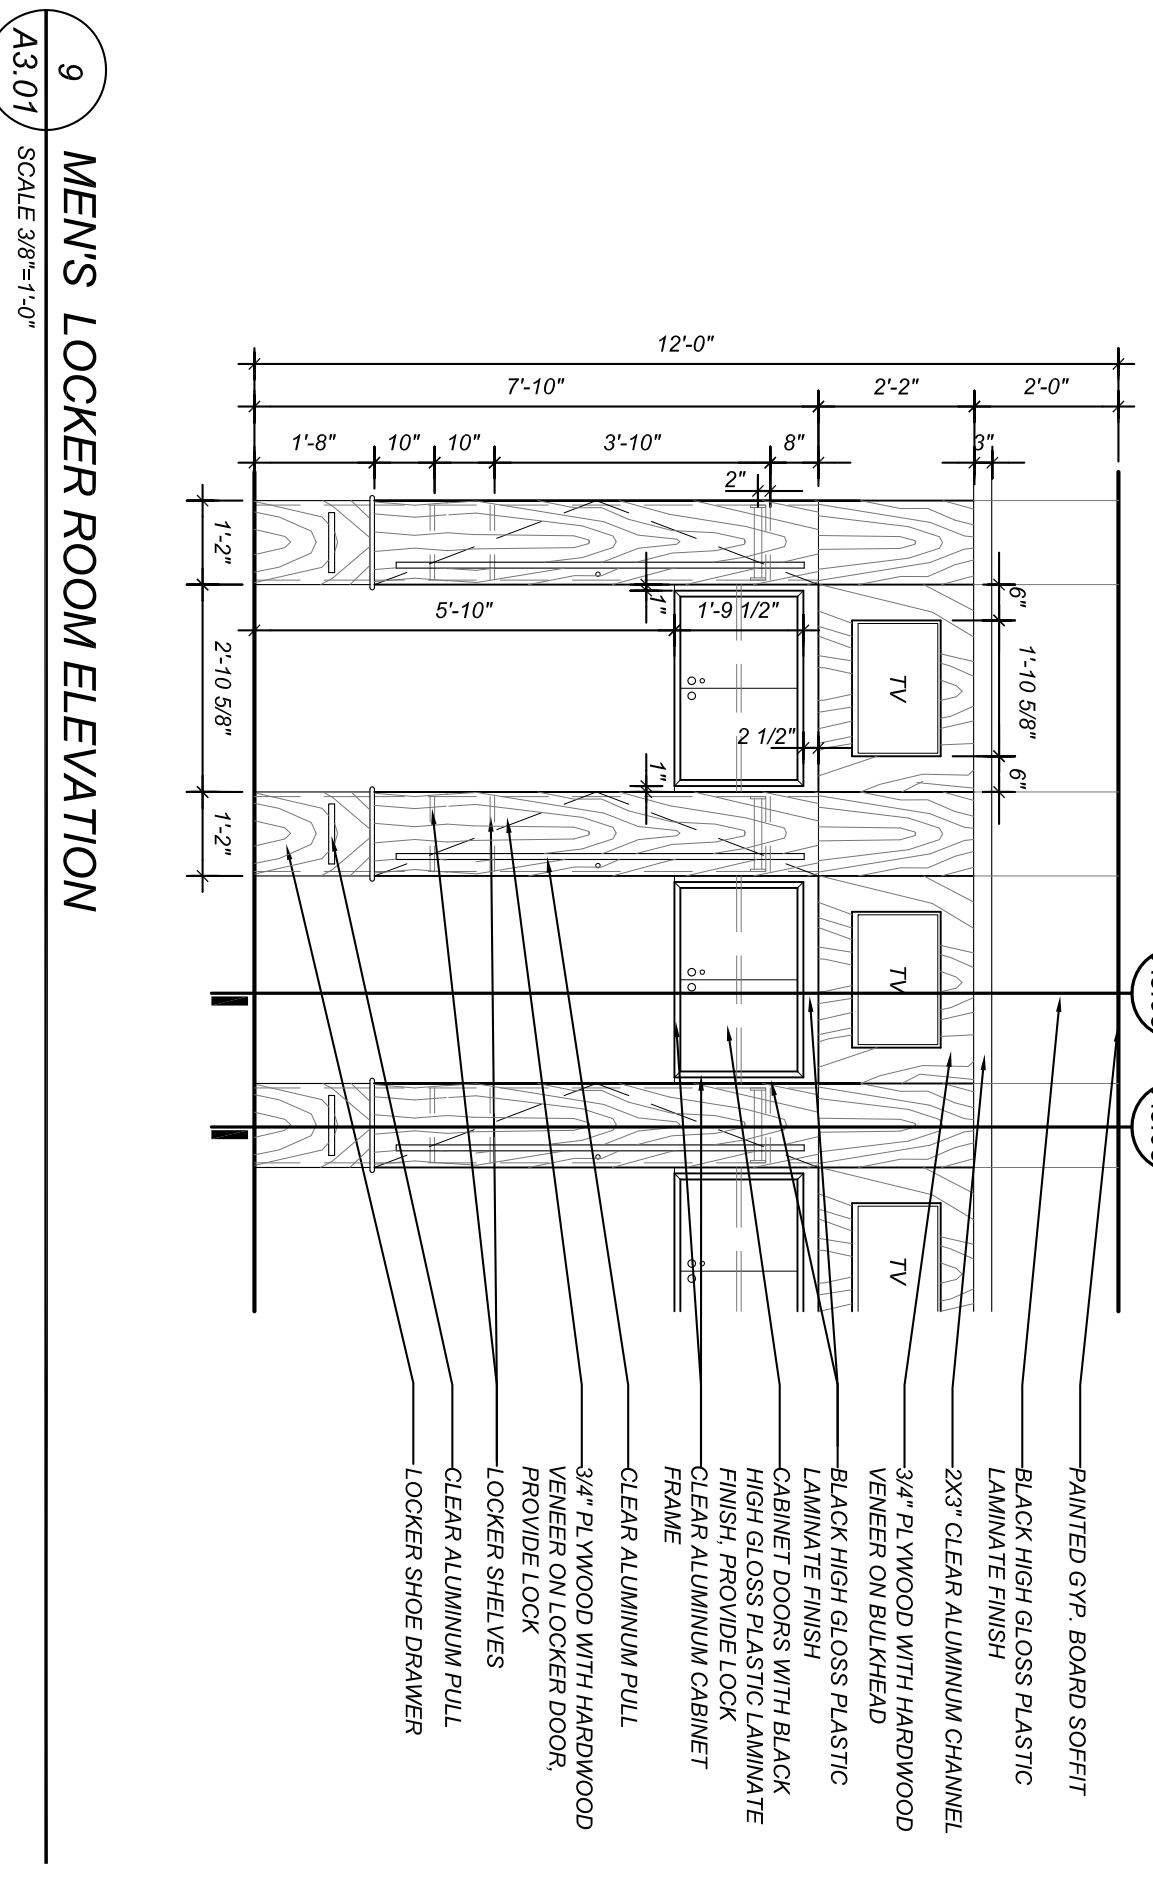 9
A3.01
MEN'S LOCKER ROOM ELEVATION
SCALE 3/8"=1'-0"
12'-0"
7'-10"
2'-2"
2'-0"
1'-8"
10"
10"
3'-10"
8"
3"
2"
1'-2"
2'-10 5/8"
1'-2"
5'-10"
1'-9 1/2"
1"
1"
2 1/2"
6"
1'-10 5/8"
6"
TV
TV
TV
PAINTED GYP. BOARD SOFFIT
BLACK HIGH GLOSS PLASTIC
LAMINATE FINISH
2X3" CLEAR ALUMINUM CHANNEL
3/4" PLYWOOD WITH HARDWOOD
VENEER ON BULKHEAD
BLACK HIGH GLOSS PLASTIC
LAMINATE FINISH
CABINET DOORS WITH BLACK
HIGH GLOSS PLASTIC LAMINATE
FINISH, PROVIDE LOCK
CLEAR ALUMINUM CABINET
FRAME
CLEAR ALUMINUM PULL
3/4" PLYWOOD WITH HARDWOOD
VENEER ON LOCKER DOOR,
PROVIDE LOCK
LOCKER SHELVES
CLEAR ALUMINUM PULL
LOCKER SHOE DRAWER